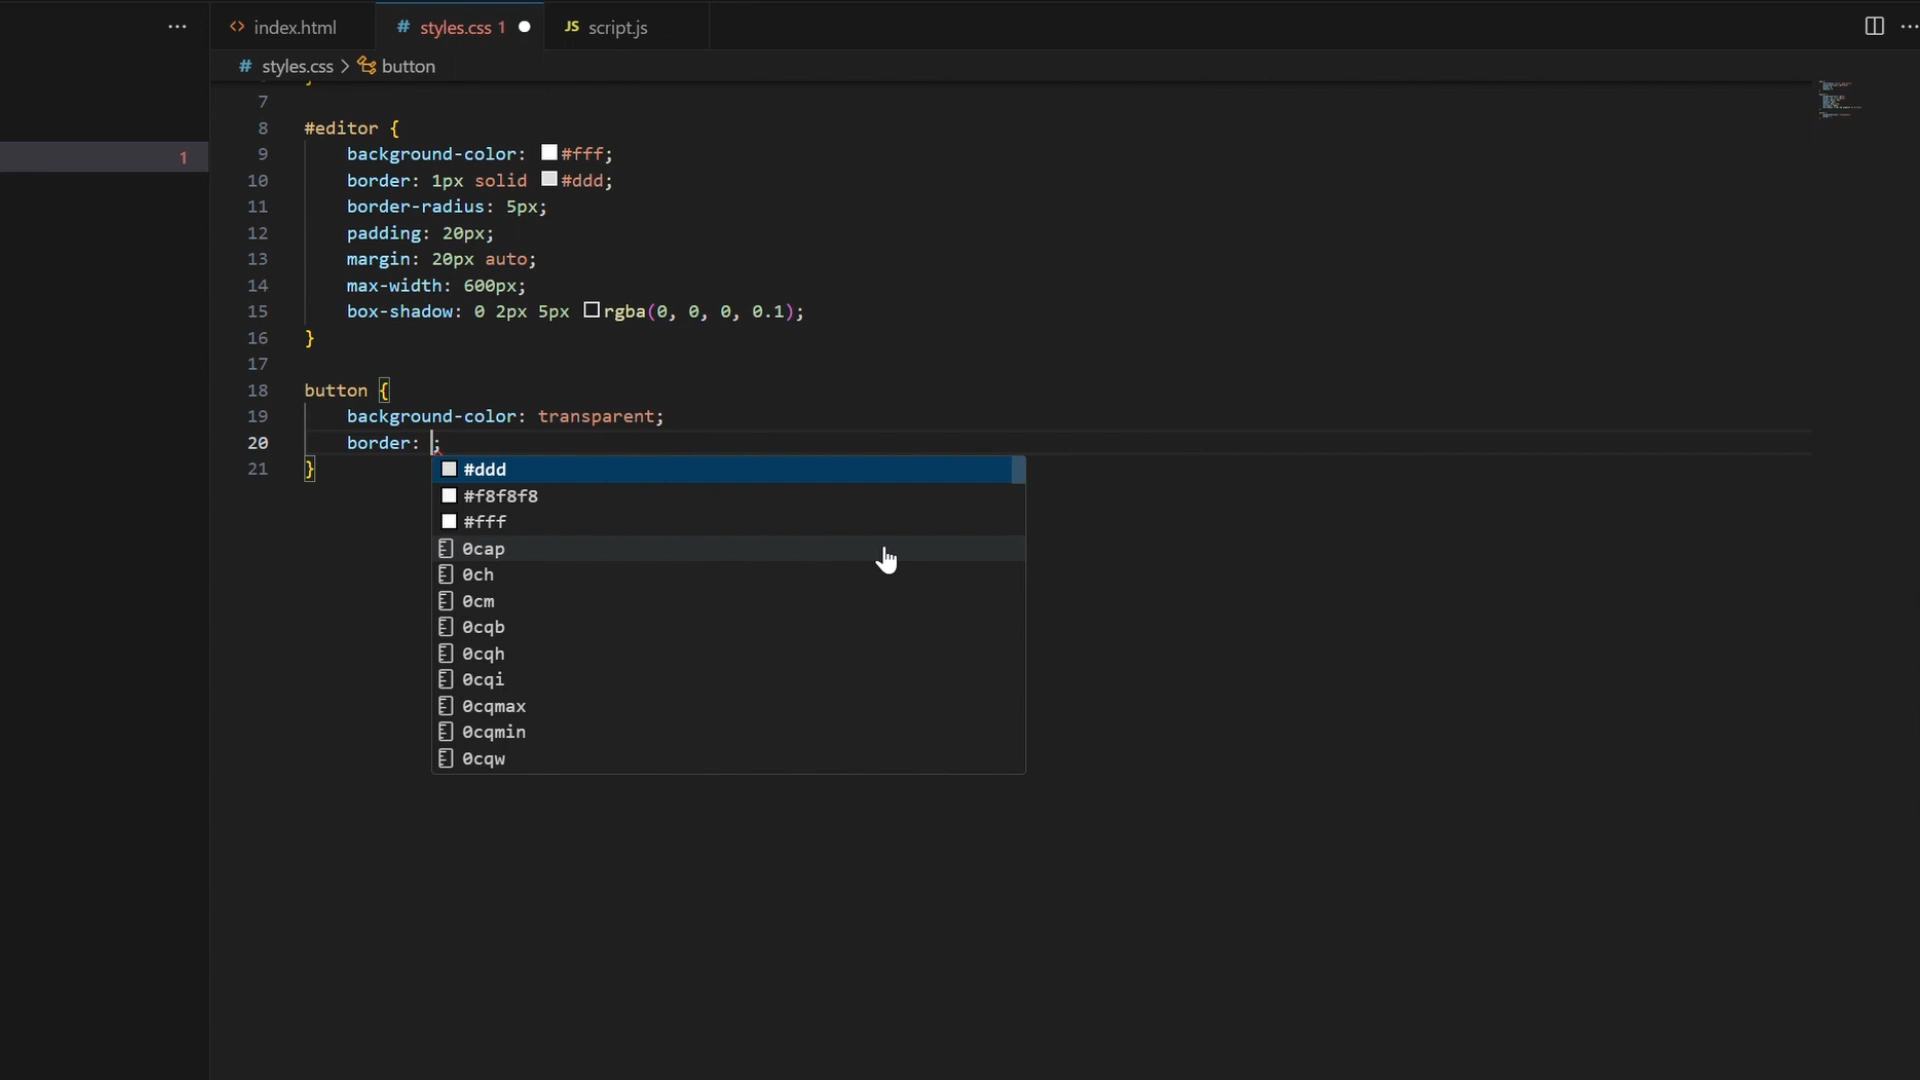 index.html
# styles.css 1
JS script.js
# styles.css > button
1
7
8 #editor {
9 background-color: #fff;
10 border: 1px solid #ddd;
11 border-radius: 5px;
12 padding: 20px;
13 margin: 20px auto;
14 max-width: 600px;
15 box-shadow: 0 2px 5px rgba(0, 0, 0, 0.1);
16 }
17
18 button {
19 background-color: transparent;
20 border: ;
21 }
#ddd
#f8f8f8
#fff
0cap
0ch
0cm
0cqb
0cqh
0cqi
0cqmax
0cqmin
0cqw